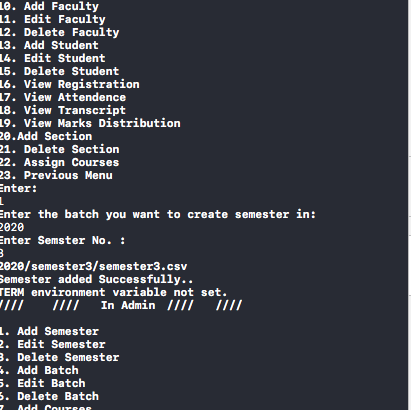 10. Add Faculty
11. Edit Faculty
12. Delete Faculty
13. Add Student
14. Edit Student
15. Delete Student
16. View Registration
17. View Attendence
18. View Transcript
19. View Marks Distribution
20.Add Section
21. Delete Section
22. Assign Courses
23. Previous Menu
Enter:
1
Enter the batch you want to create semester in:
2020
Enter Semster No. :
3
2020/semester3/semester3.csv
Semester added Successfully..
TERM environment variable not set.
//// //// In Admin //// ////
1. Add Semester
2. Edit Semester
3. Delete Semester
4. Add Batch
5. Edit Batch
6. Delete Batch
7. Add Courses